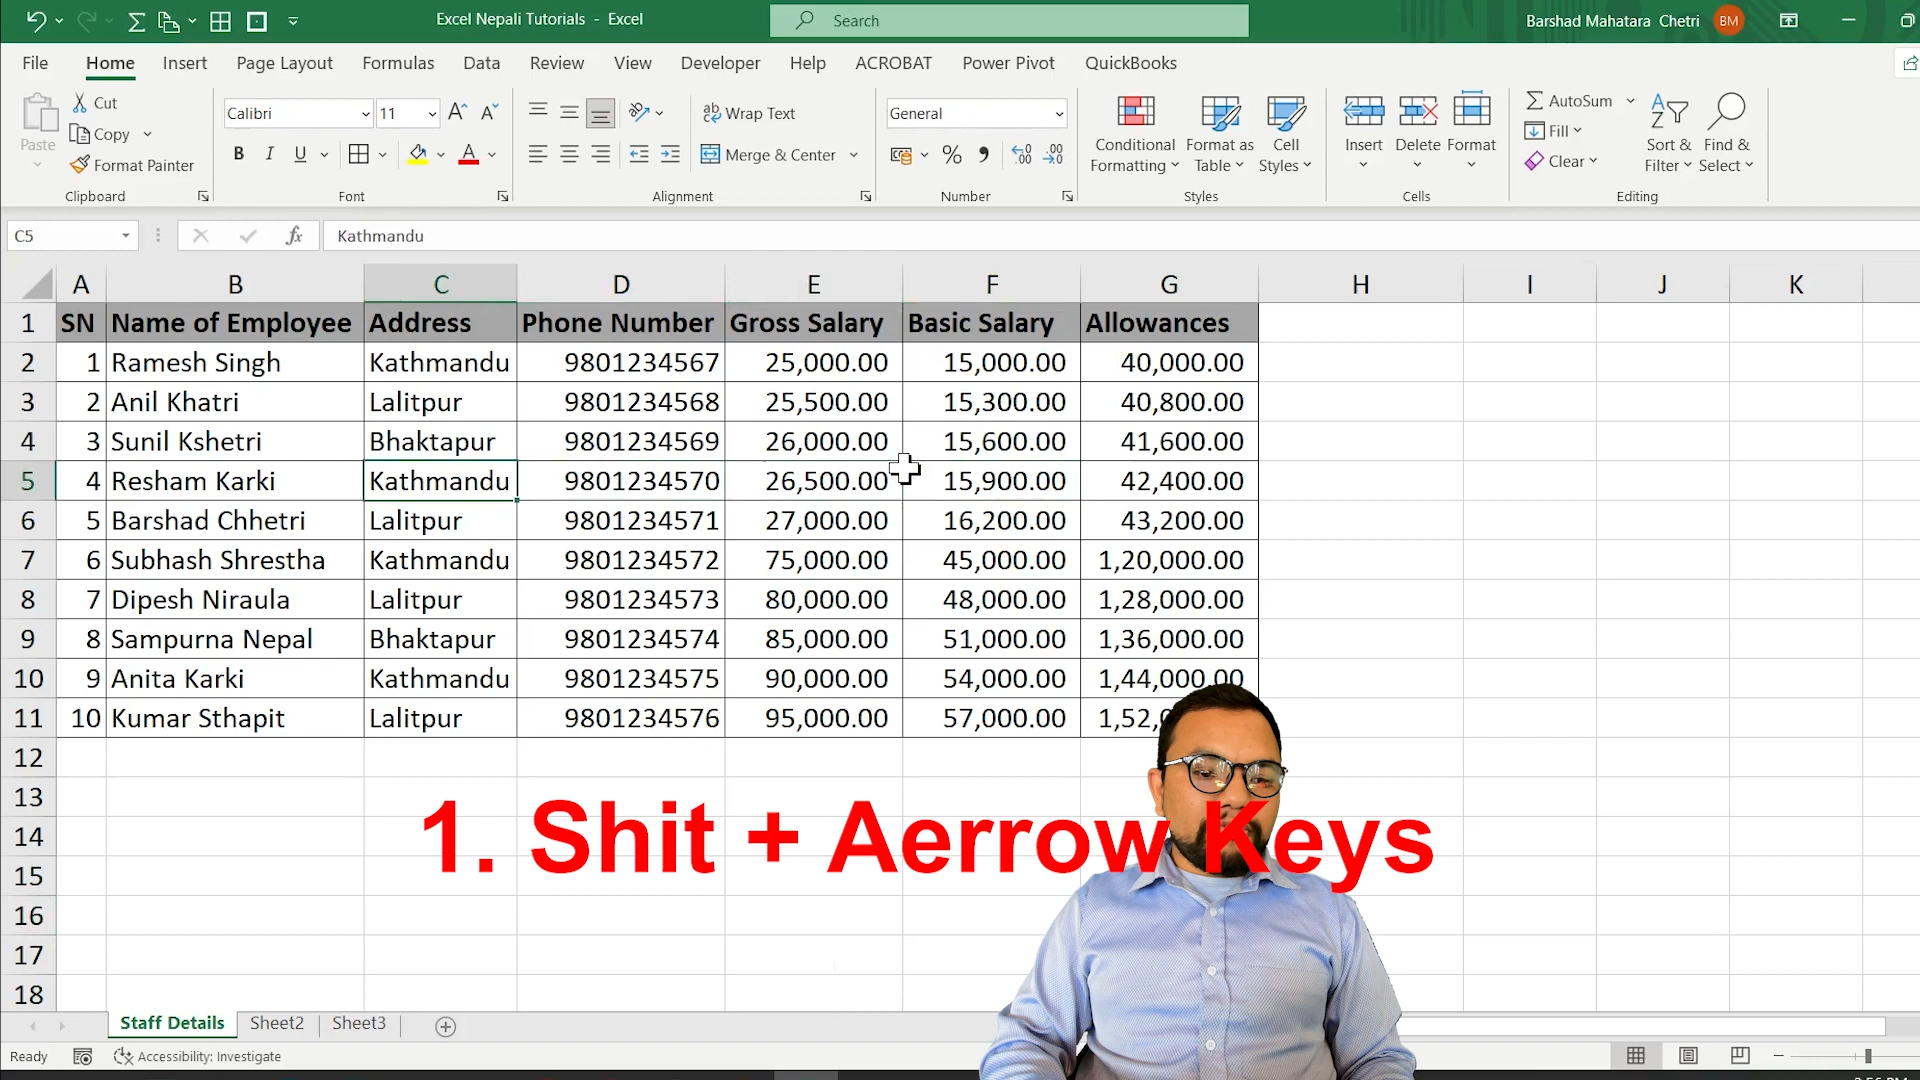 Excel Nepali Tutorials - Excel
Search
Barshad Mahatara Chetri BM
File Home Insert Page Layout Formulas Data Review View Developer Help ACROBAT Power Pivot QuickBooks
Paste
Cut
Copy
Format Painter
Clipboard
Calibri 11
B I U A
Font
Wrap Text
Merge & Center
Alignment
General
%
Number
Conditional Formatting
Format as Table
Cell Styles
Styles
Insert Delete Format
Cells
AutoSum
Fill
Clear
Sort & Filter
Find & Select
Editing
C5 fx Kathmandu
A B C D E F G H I J K
1 SN Name of Employee Address Phone Number Gross Salary Basic Salary Allowances
2 1 Ramesh Singh Kathmandu 9801234567 25,000.00 15,000.00 40,000.00
3 2 Anil Khatri Lalitpur 9801234568 25,500.00 15,300.00 40,800.00
4 3 Sunil Kshetri Bhaktapur 9801234569 26,000.00 15,600.00 41,600.00
5 4 Resham Karki Kathmandu 9801234570 26,500.00 15,900.00 42,400.00
6 5 Barshad Chhetri Lalitpur 9801234571 27,000.00 16,200.00 43,200.00
7 6 Subhash Shrestha Kathmandu 9801234572 75,000.00 45,000.00 1,20,000.00
8 7 Dipesh Niraula Lalitpur 9801234573 80,000.00 48,000.00 1,28,000.00
9 8 Sampurna Nepal Bhaktapur 9801234574 85,000.00 51,000.00 1,36,000.00
10 9 Anita Karki Kathmandu 9801234575 90,000.00 54,000.00 1,44,000.00
11 10 Kumar Sthapit Lalitpur 9801234576 95,000.00 57,000.00
12
13
14
15
16
17
18
1. Shit + Aerrow Keys
Staff Details Sheet2 Sheet3
Ready Accessibility: Investigate